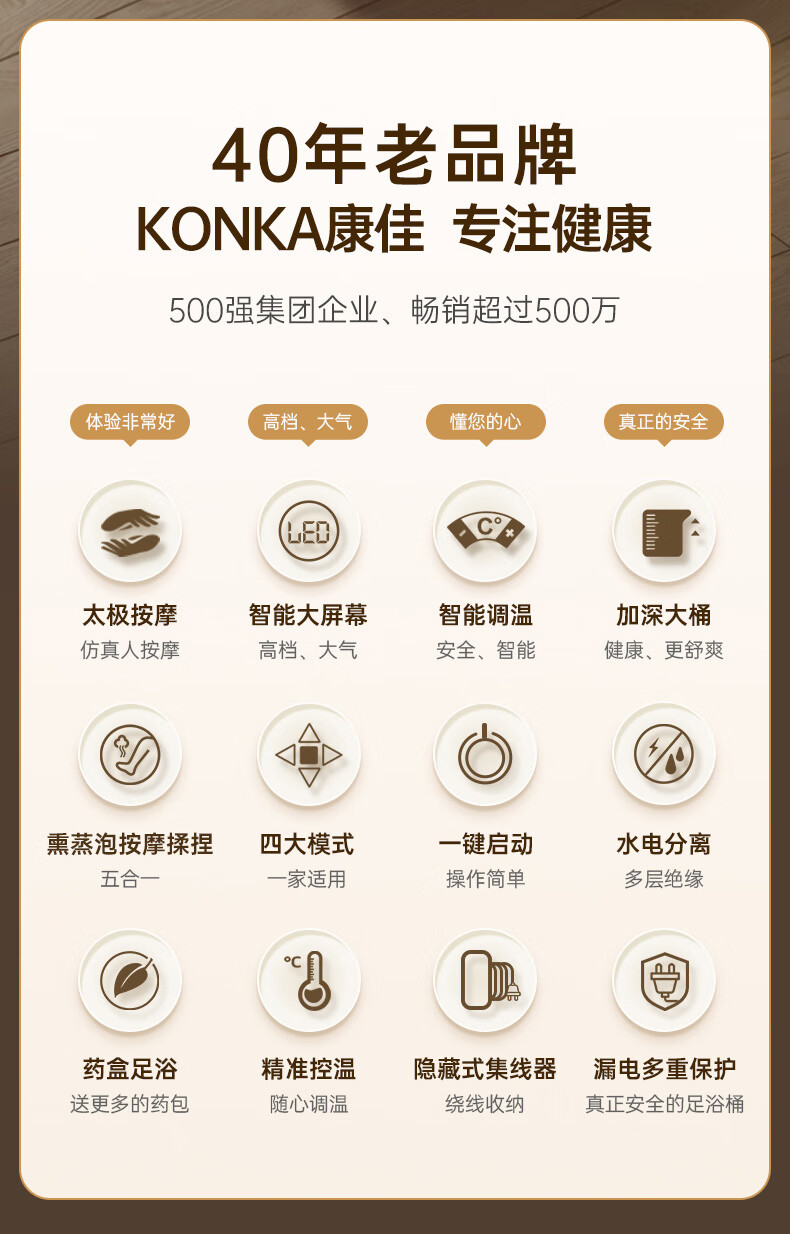 40年老品牌
KONKA康佳 专注健康
500强集团企业、畅销超过500万
体验非常好 高档、大气 懂您的心 真正的安全
LED C°
太极按摩 智能大屏幕 智能调温 加深大桶
仿真人按摩 高档、大气 安全、智能 健康、更舒爽
熏蒸泡按摩揉捏 四大模式 一键启动 水电分离
五合一 一家适用 操作简单 多层绝缘
°C
药盒足浴 精准控温 隐藏式集线器 漏电多重保护
送更多的药包 随心调温 绕线收纳 真正安全的足浴桶